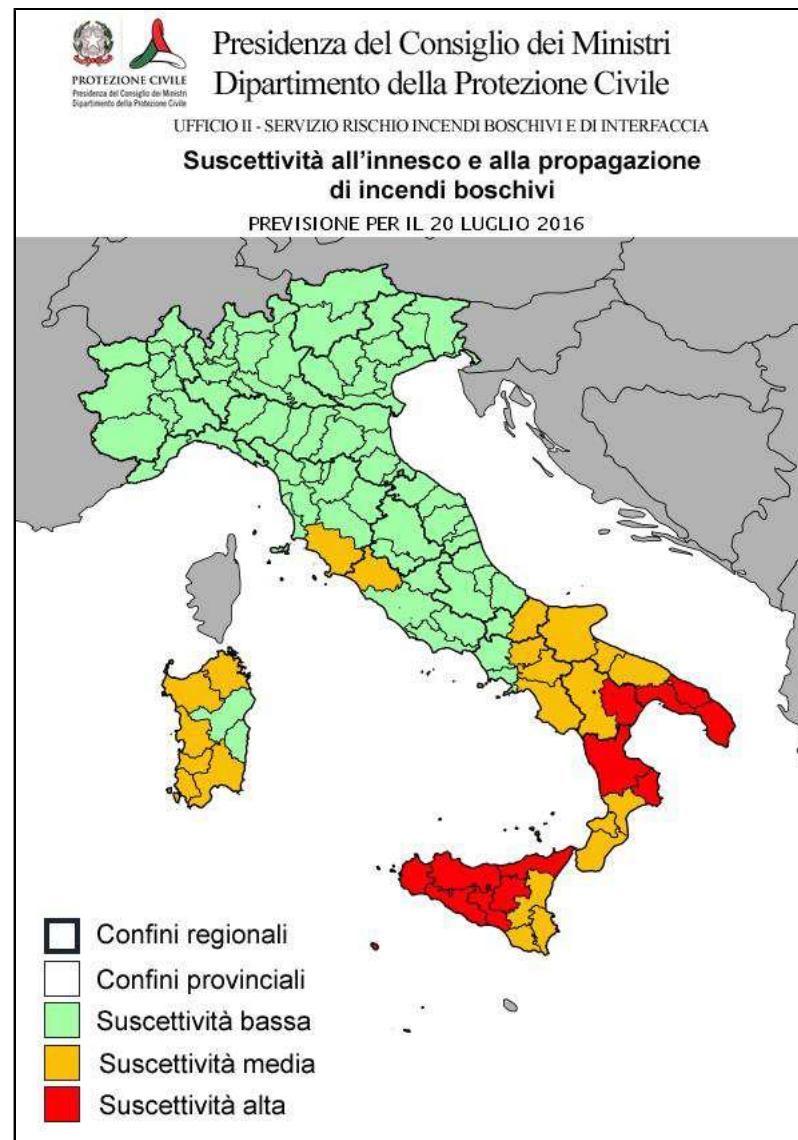 PROTEZIONE CIVILE
Presidenza del Consiglio dei Ministri
Dipartimento della Protezione Civile
Presidenza del Consiglio dei Ministri
Dipartimento della Protezione Civile
UFFICIO II - SERVIZIO RISCHIO INCENDI BOSCHIVI E DI INTERFACCIA
Suscettività all'innesco e alla propagazione
di incendi boschivi
PREVISIONE PER IL 20 LUGLIO 2016
Confini regionali
Confini provinciali
Suscettività bassa
Suscettività media
Suscettività alta